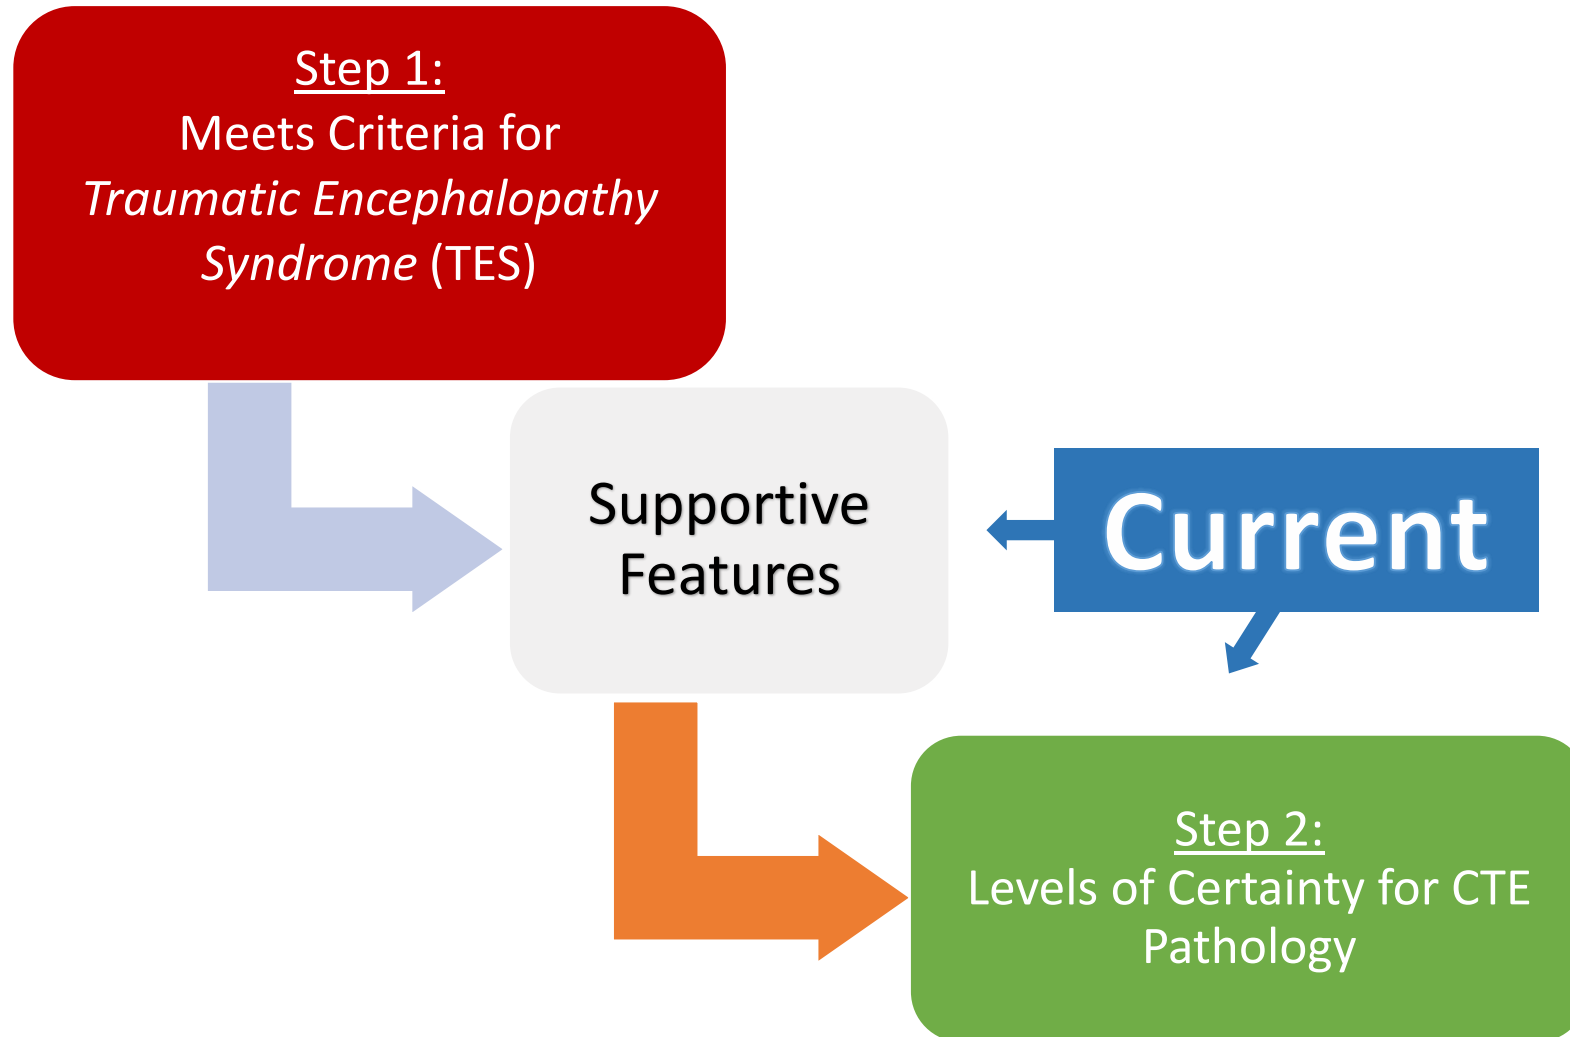 Step 1:
Meets Criteria for
Traumatic Encephalopathy
Syndrome (TES)
Supportive
Features
Current
Step 2:
Levels of Certainty for CTE
Pathology